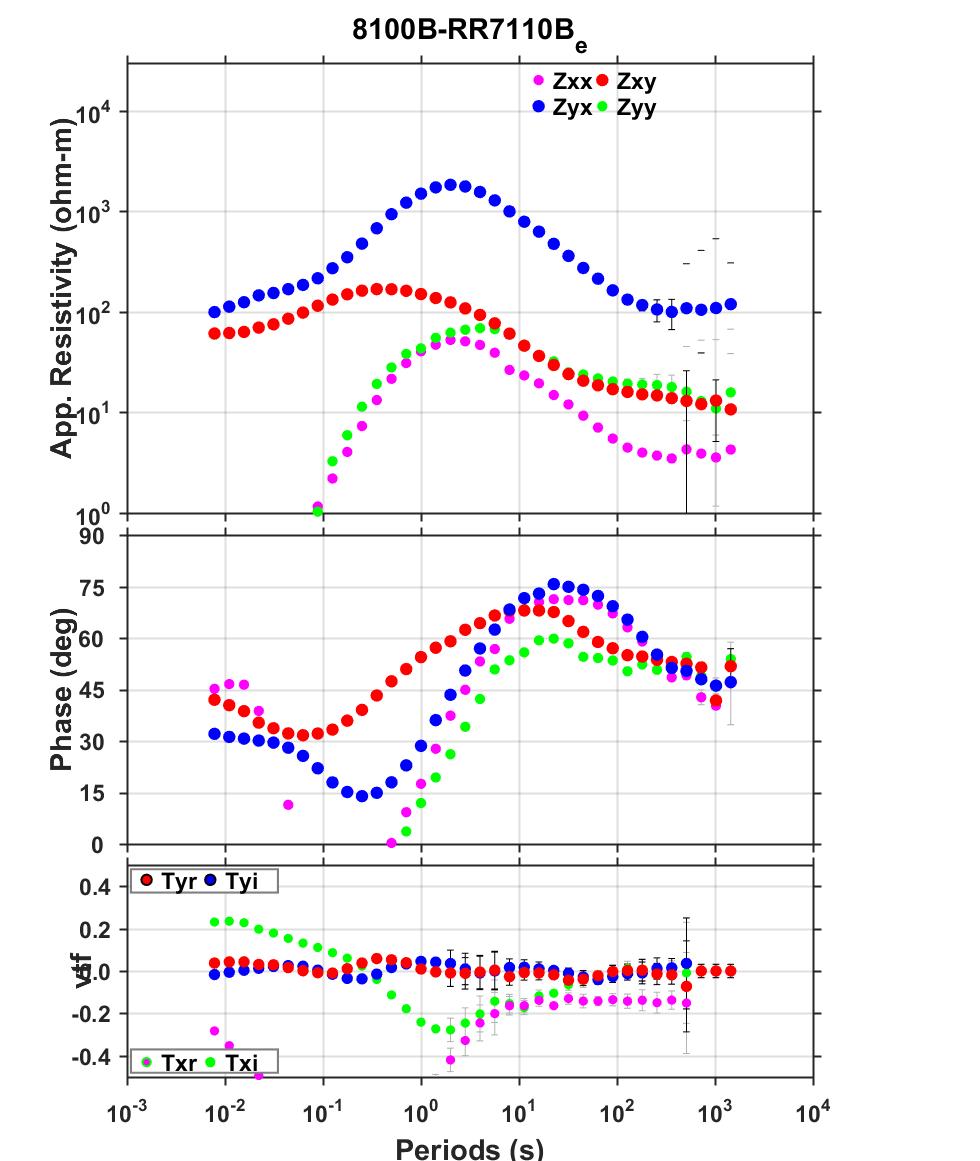 8100B-RR7110B_e
Zxx Zxy
Zyx Zyy
App. Resistivity (ohm-m)
10^4
10^3
10^2
10^1
10^0
Phase (deg)
90
75
60
45
30
15
0
Tyr Tyi
vtf
0.4
0.2
0.0
-0.2
-0.4
Txr Txi
10^-3 10^-2 10^-1 10^0 10^1 10^2 10^3 10^4
Periods (s)